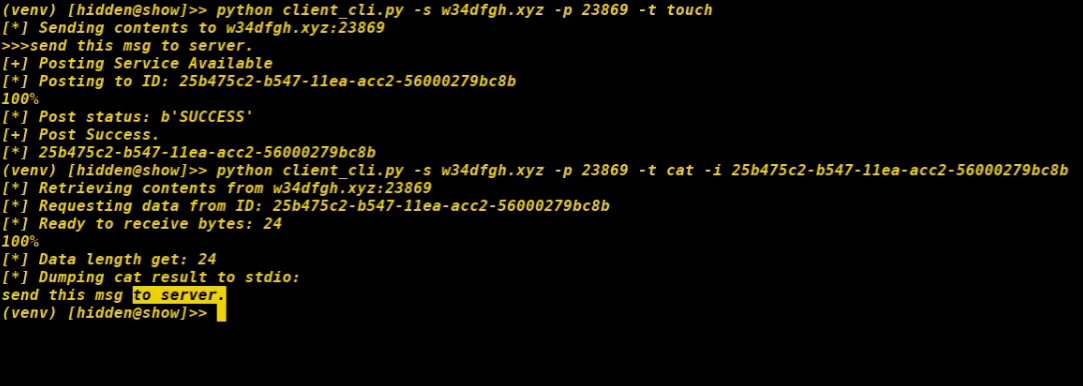 (venv) [hidden@show]>> python client_cli.py -s w34dfgh.xyz -p 23869 -t touch
[*] Sending contents to w34dfgh.xyz:23869
>>>send this msg to server.
[+] Posting Service Available
[*] Posting to ID: 25b475c2-b547-11ea-acc2-56000279bc8b
100%
[*] Post status: b'SUCCESS'
[+] Post Success.
[*] 25b475c2-b547-11ea-acc2-56000279bc8b
(venv) [hidden@show]>> python client_cli.py -s w34dfgh.xyz -p 23869 -t cat -i 25b475c2-b547-11ea-acc2-56000279bc8b
[*] Retrieving contents from w34dfgh.xyz:23869
[*] Requesting data from ID: 25b475c2-b547-11ea-acc2-56000279bc8b
[*] Ready to receive bytes: 24
100%
[*] Data length get: 24
[*] Dumping cat result to stdio:
send this msg to server.
(venv) [hidden@show]>>